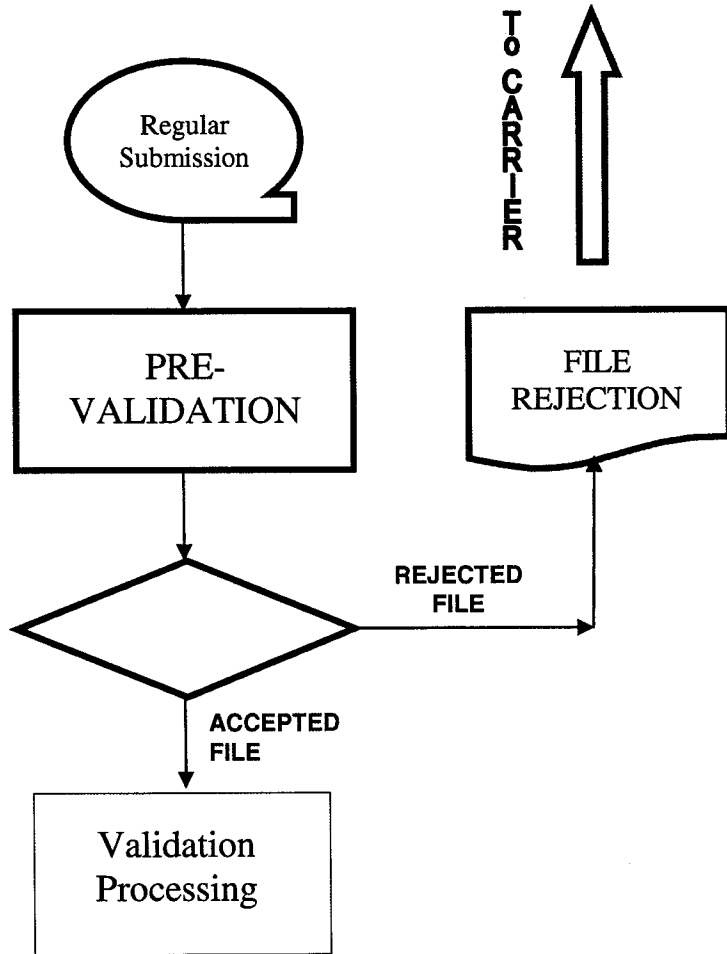 Regular
Submission
To CARRIER
PRE-
VALIDATION
FILE
REJECTION
REJECTED
FILE
ACCEPTED
FILE
Validation
Processing